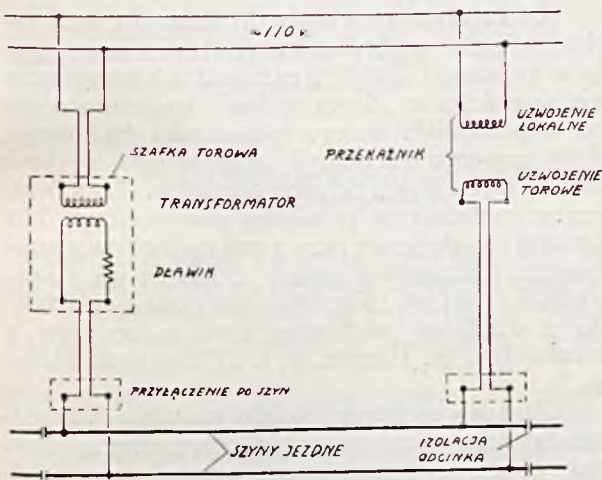 ~110 v
UZWOJENIE
LOKALNE
SZAFKA TOROWA
PRZEKAŹNIK
UZWOJENIE
TOROWE
TRANSFORMATOR
DŁAWIK
PRZYŁĄCZENIE DO SZYN
SZYNY JEZDNE
IZOLACJA
ODCINKA